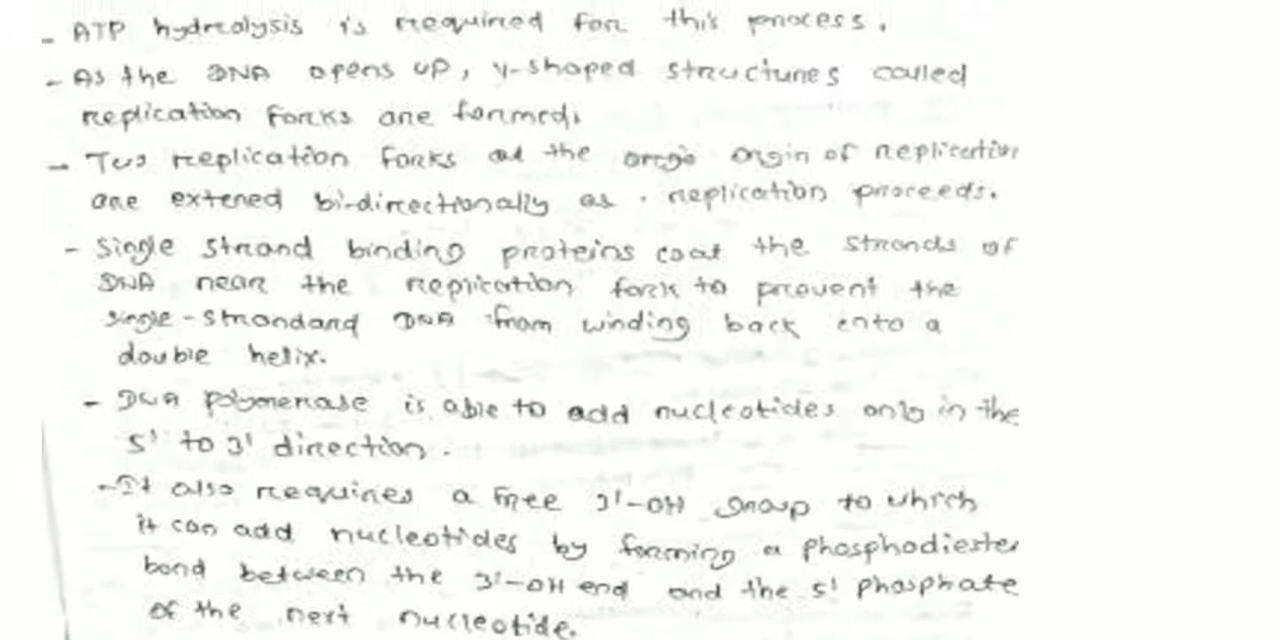 - ATP hydrolysis is required for this process.
- As the DNA opens up, y-shaped structures called
replication forks are formed.
- Two replication forks at the origin of replication
are extened bi-directionally as replication proceeds.
- Single strand binding proteins coat the strands of
DNA near the replication fork to prevent the
single-strandard DNA from winding back into a
double helix.
- DNA polymerase is able to add nucleotides only in the
5' to 3' direction.
- It also requires a free 3'-OH group to which
it can add nucleotides by forming a phosphodiester
bond between the 3'-OH end and the 5' phosphate
of the next nucleotide.